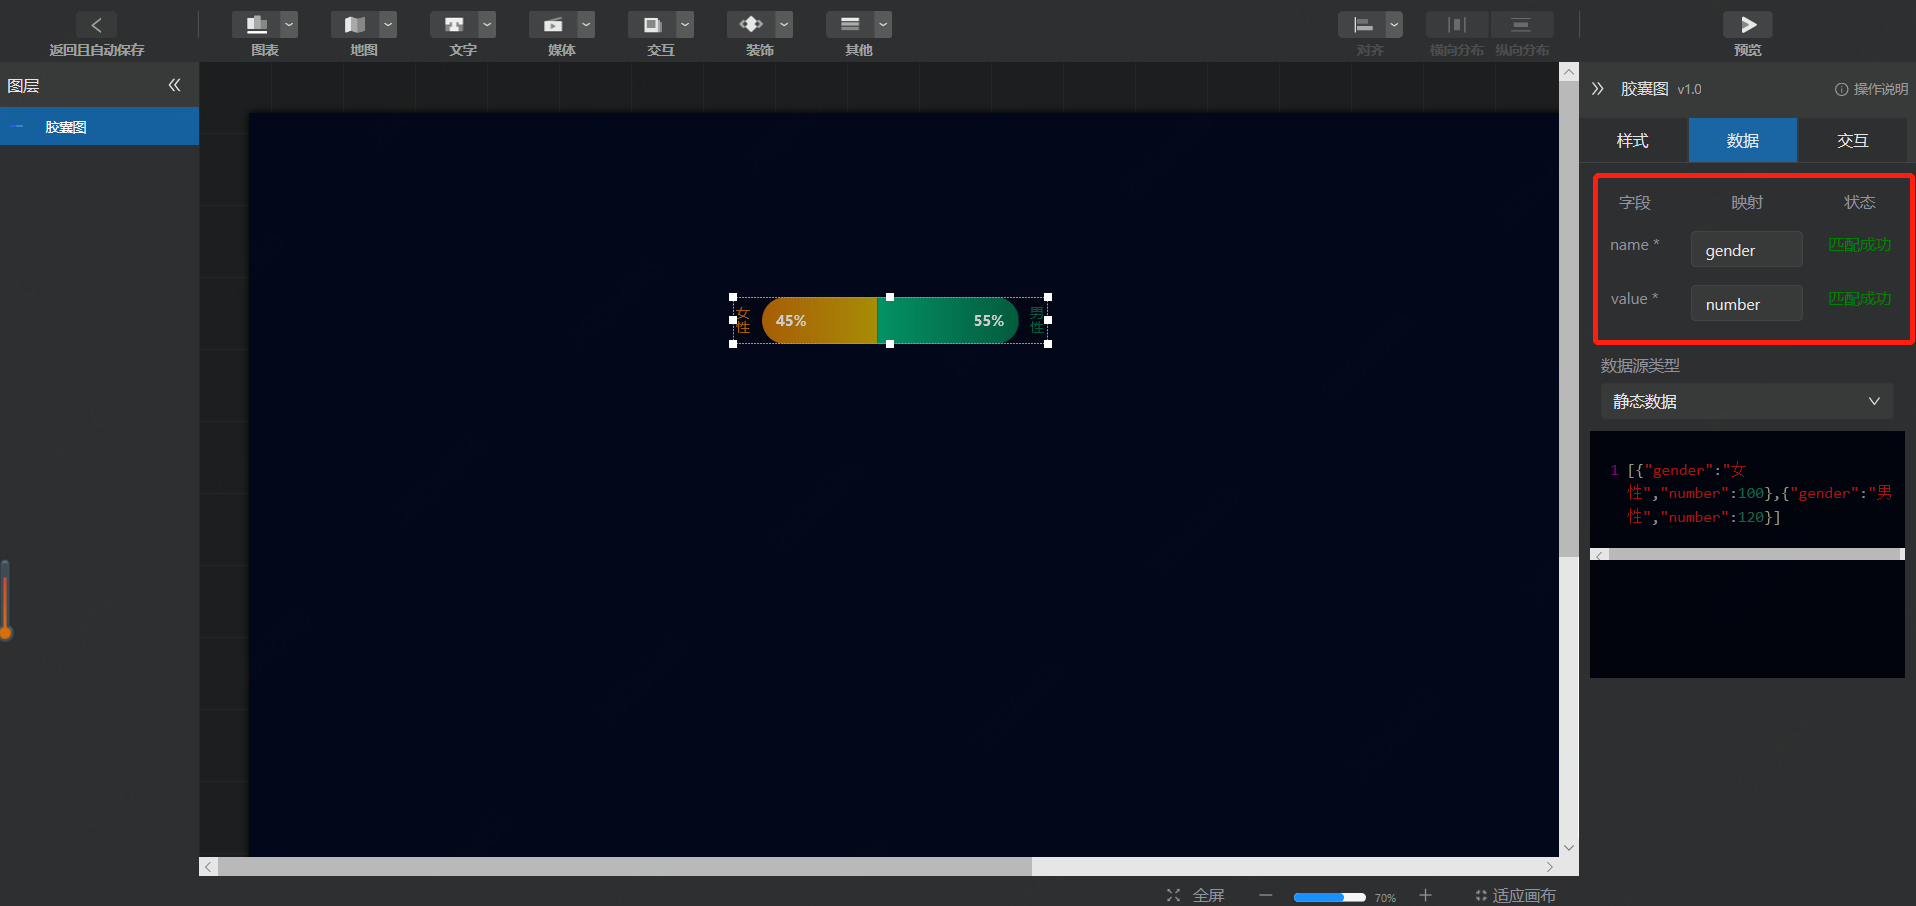 返回且自动保存
图表
地图
文字
媒体
交互
装饰
其他
对齐
横向分布
纵向分布
预览
图层
胶囊图
女性
45%
55%
男性
胶囊图 v1.0
操作说明
样式
数据
交互
字段 映射 状态
name * gender 匹配成功
value * number 匹配成功
数据源类型
静态数据
1 [{"gender":"女
性","number":100},{"gender":"男
性","number":120}]
全屏
70%
适应画布